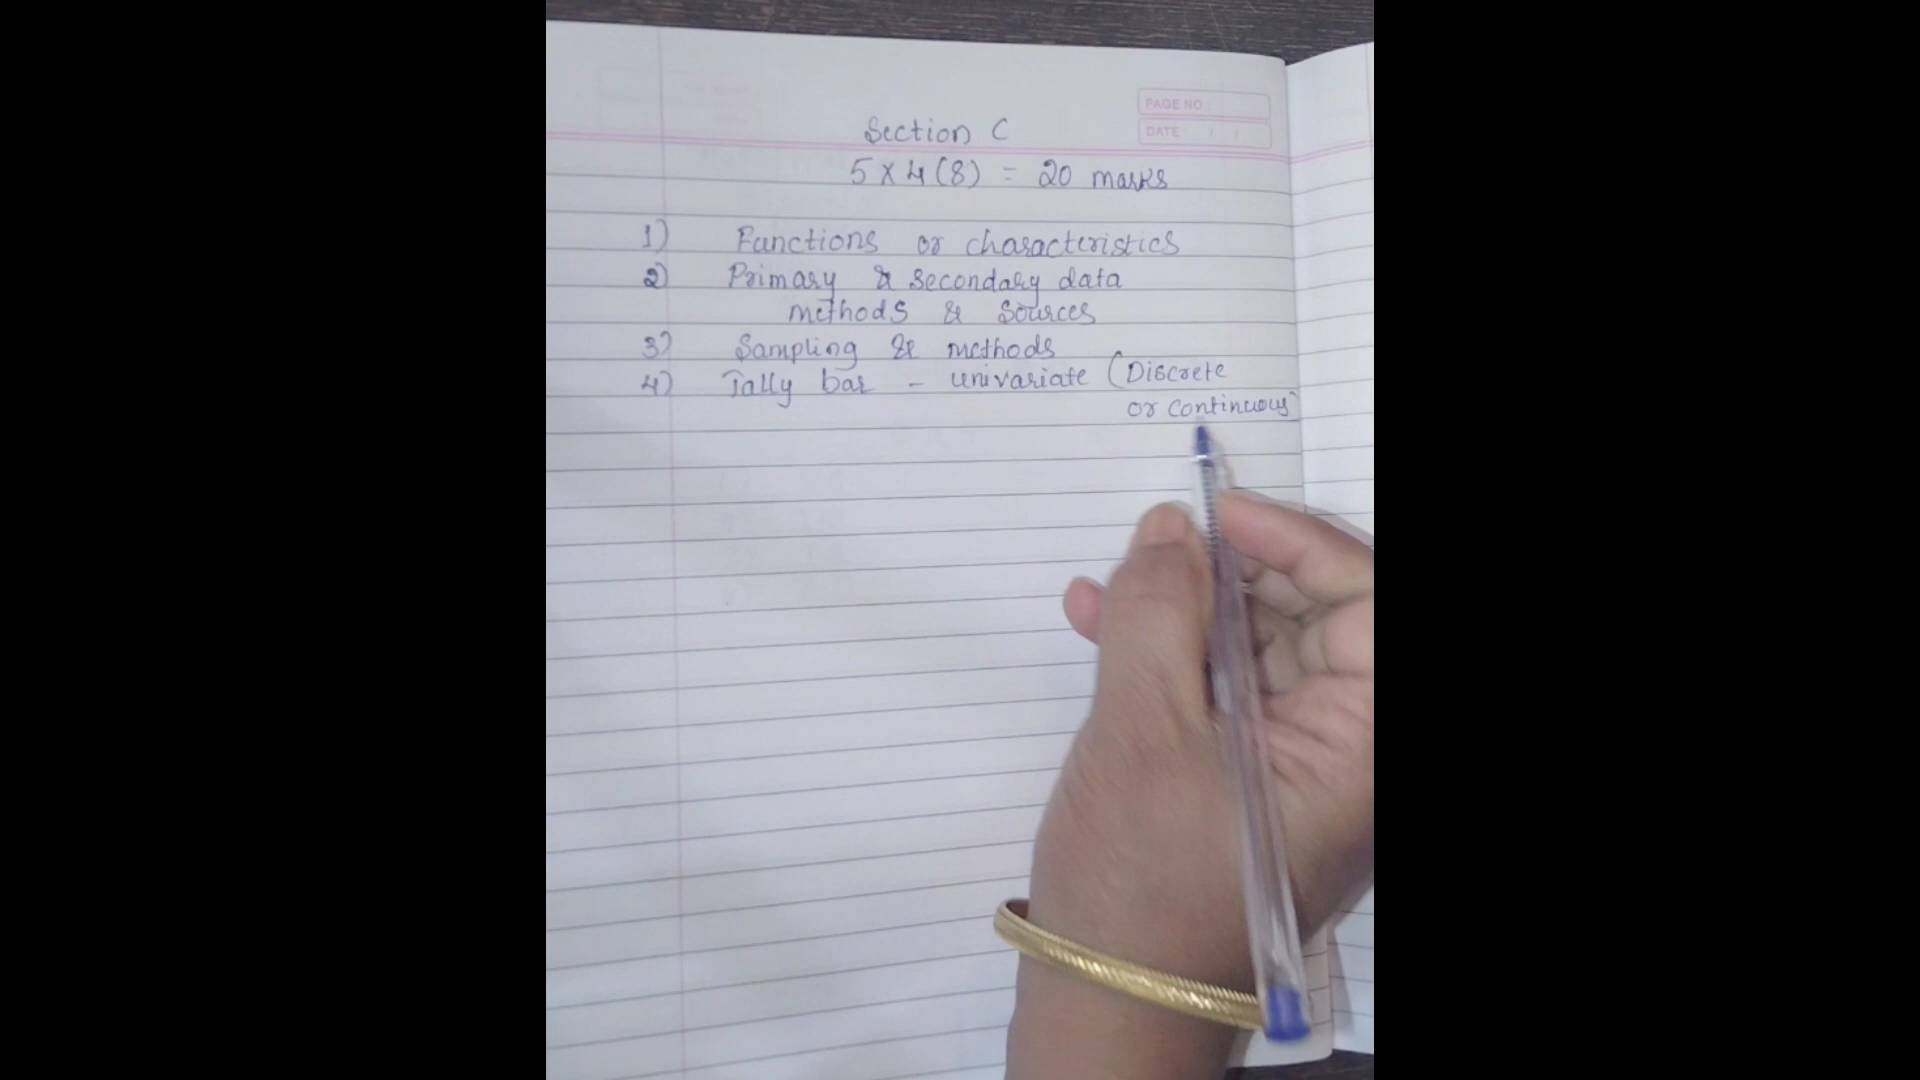 PAGE NO.:
DATE / /
Section C
5 x 4 (8) = 20 marks
1) Functions or characteristics
2) Primary & secondary data
methods & Sources
3) Sampling & methods
4) Tally bar - univariate (Discrete
or continuous)